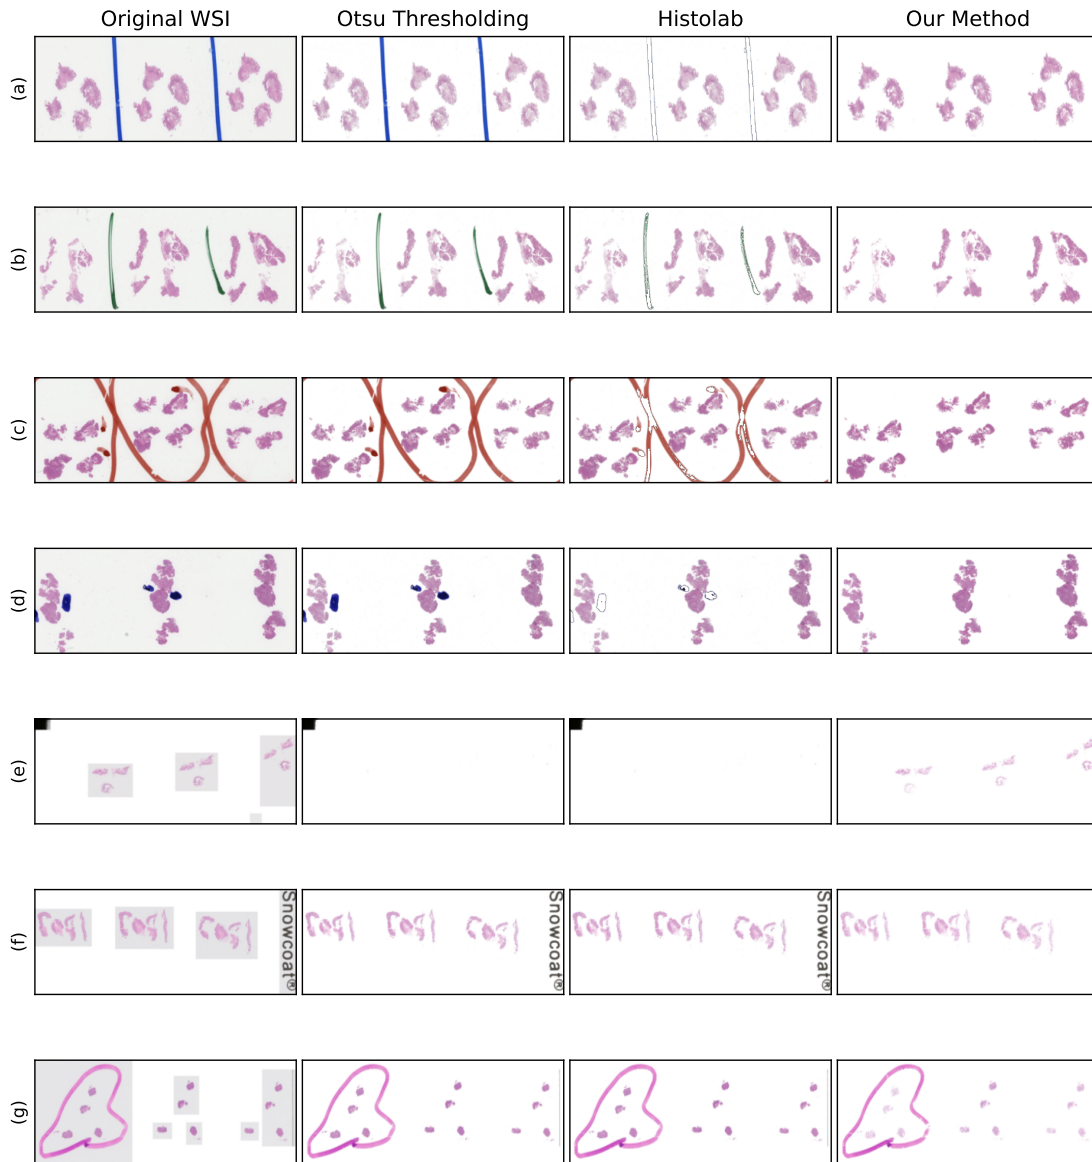 Original WSI
Otsu Thresholding
Histolab
Our Method
(a)
(b)
(c)
(d)
(e)
(f)
Snowcoat®
Snowcoat®
Snowcoat®
(g)